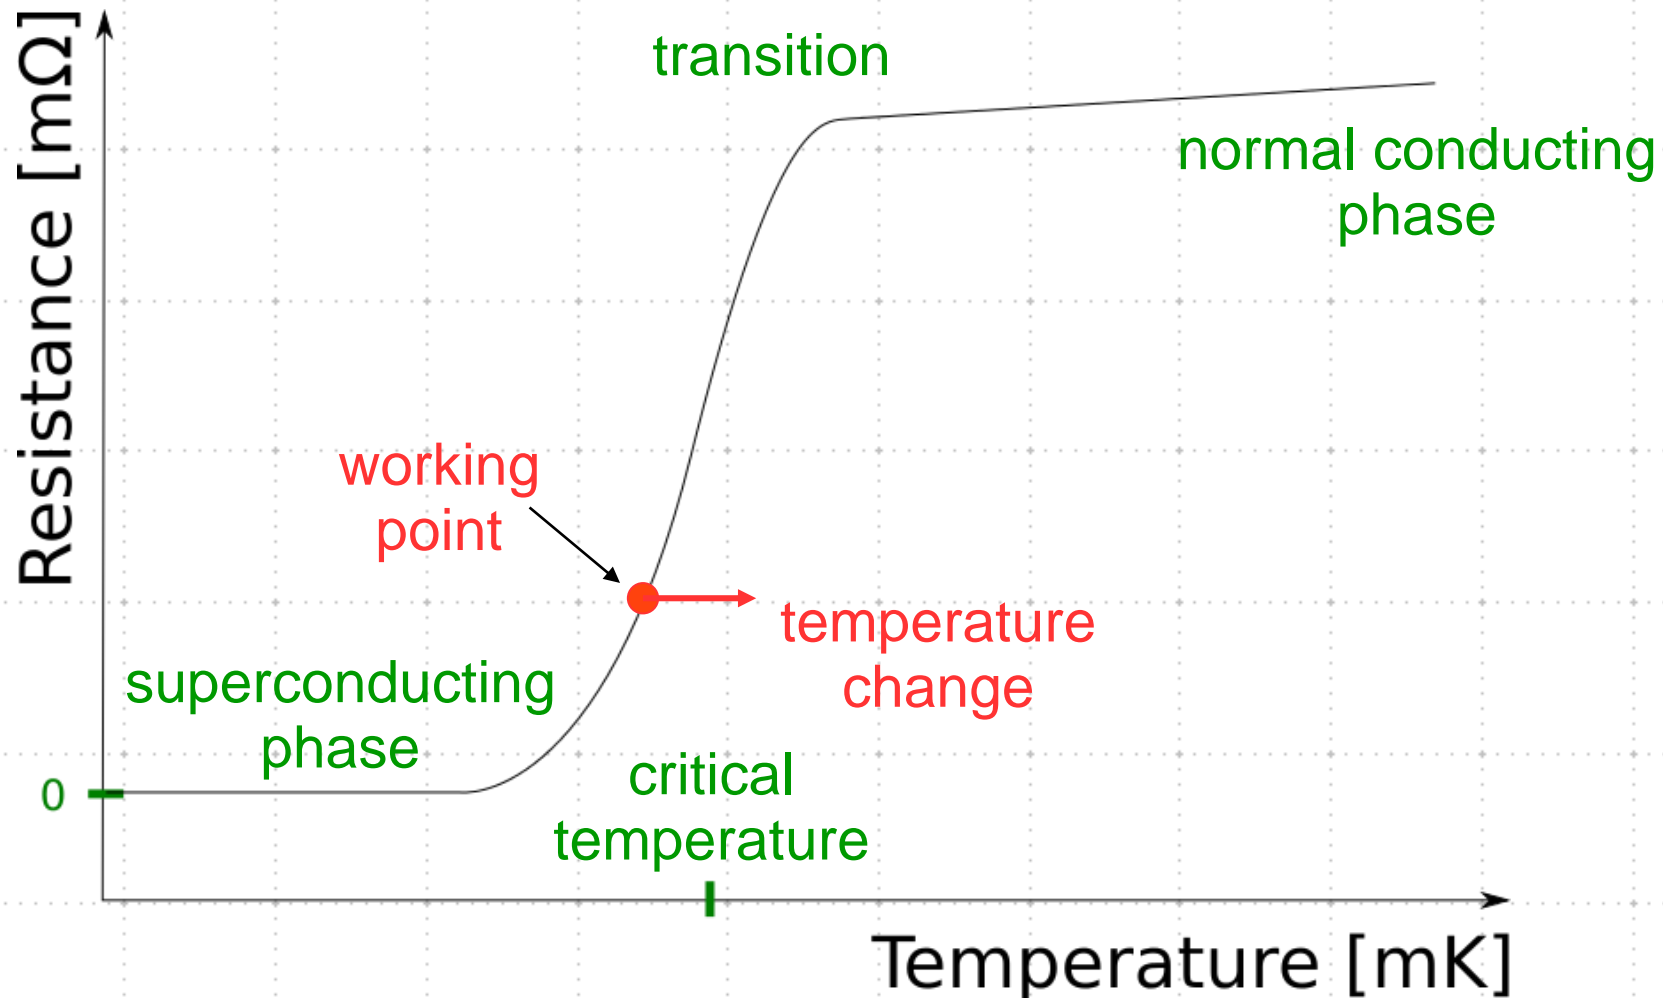 Resistance [mΩ]
transition
normal conducting
phase
working
point
temperature
change
superconducting
phase
critical
temperature
0
Temperature [mK]